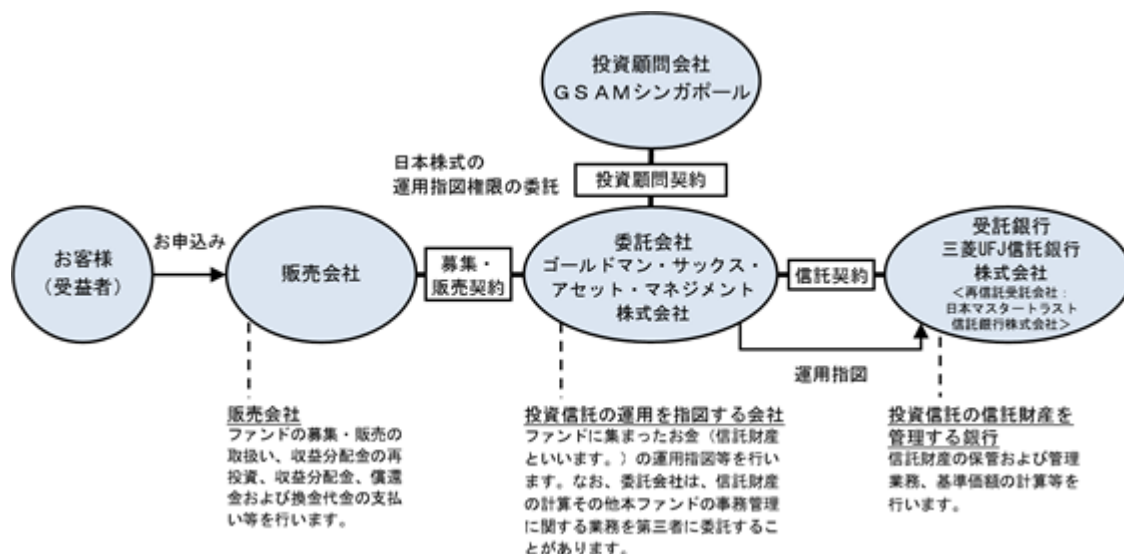 投資顧問会社
GSAMシンガポール
日本株式の
運用指図権限の委託
投資顧問契約
お客様
(受益者)
お申込み
販売会社
募集・
販売契約
委託会社
ゴールドマン・サックス・
アセット・マネジメント
株式会社
信託契約
受託銀行
三菱UFJ信託銀行
株式会社
<再信託受託会社:
日本マスタートラスト
信託銀行株式会社>
運用指図
販売会社
ファンドの募集・販売の
取扱い、収益分配金の再
投資、収益分配金、償還
金および換金代金の支払
い等を行います。
投資信託の運用を指図する会社
ファンドに集まったお金(信託財産
といいます。)の運用指図等を行い
ます。なお、委託会社は、信託財産
の計算その他本ファンドの事務管理
に関する業務を第三者に委託するこ
とがあります。
投資信託の信託財産を
管理する銀行
信託財産の保管および管理
業務、基準価額の計算等を
行います。